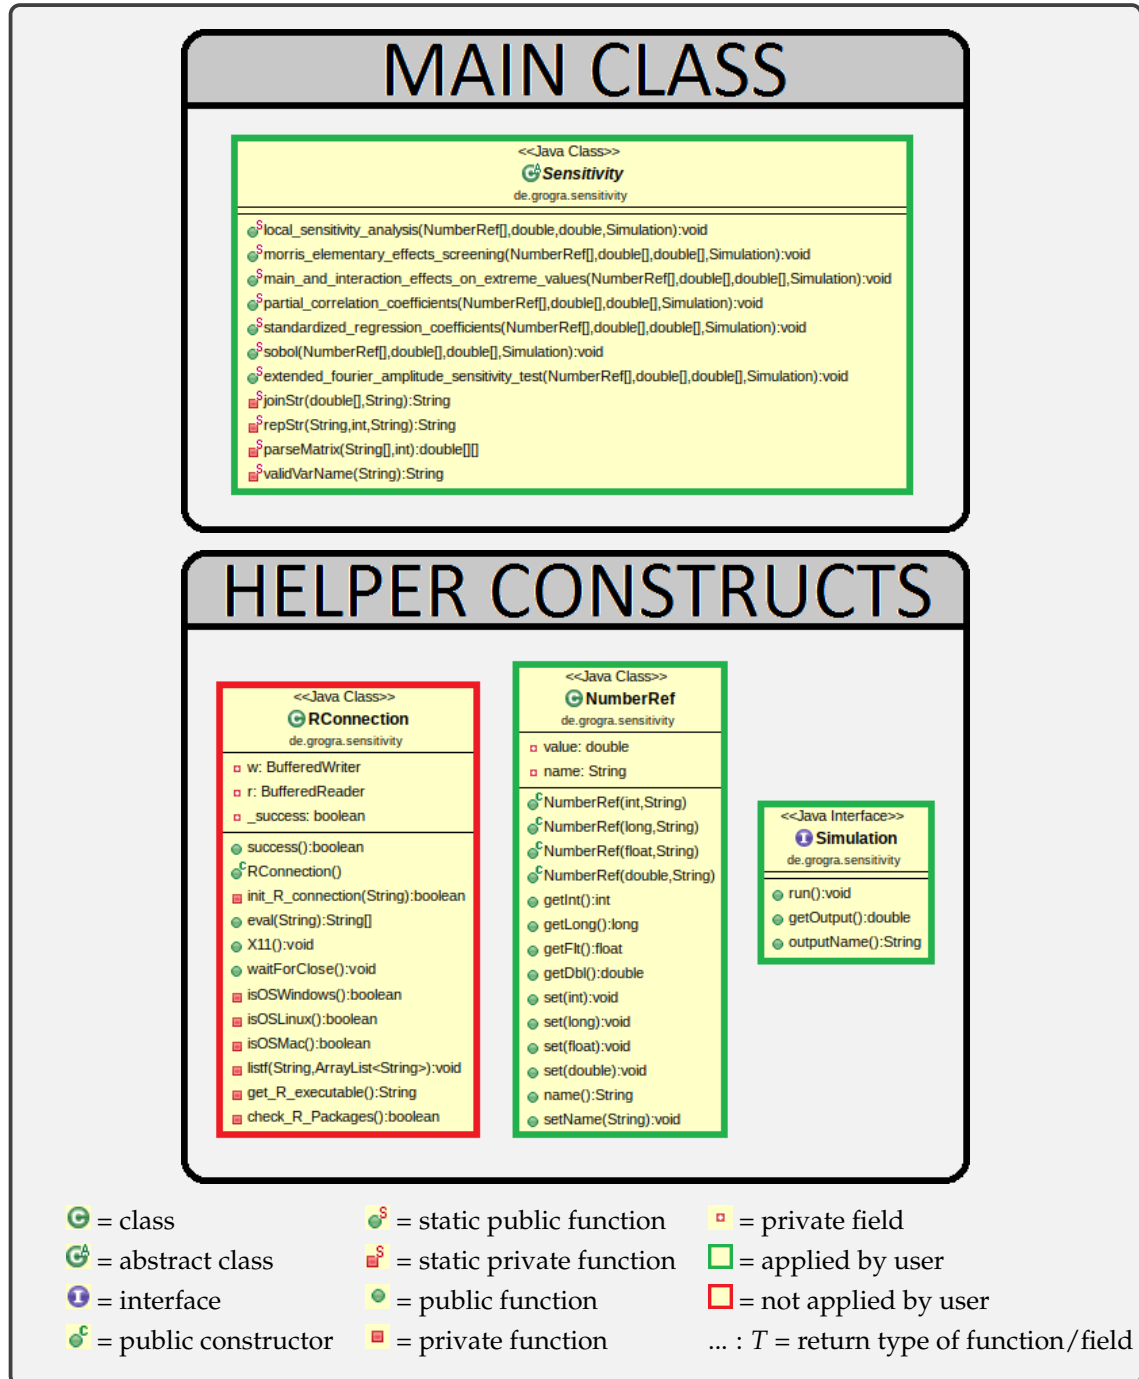 MAIN CLASS
<<Java Class>>
Sensitivity
de.grogra.sensitivity
local_sensitivity_analysis(NumberRef[],double,double,Simulation):void
morris_elementary_effects_screening(NumberRef[],double[],double[],Simulation):void
main_and_interaction_effects_on_extreme_values(NumberRef[],double[],double[],Simulation):void
partial_correlation_coefficients(NumberRef[],double[],double[],Simulation):void
standardized_regression_coefficients(NumberRef[],double[],double[],Simulation):void
sobol(NumberRef[],double[],double[],Simulation):void
extended_fourier_amplitude_sensitivity_test(NumberRef[],double[],double[],Simulation):void
joinStr(double[],String):String
repStr(String,int,String):String
parseMatrix(String[],int):double[][]
validVarName(String):String
HELPER CONSTRUCTS
<<Java Class>>
RConnection
de.grogra.sensitivity
w: BufferedWriter
r: BufferedReader
_success: boolean
success():boolean
RConnection()
init_R_connection(String):boolean
eval(String):String[]
X11():void
waitForClose():void
isOSWindows():boolean
isOSLinux():boolean
isOSMac():boolean
listf(String,ArrayList<String>):void
get_R_executable():String
check_R_Packages():boolean
<<Java Class>>
NumberRef
de.grogra.sensitivity
value: double
name: String
NumberRef(int,String)
NumberRef(long,String)
NumberRef(float,String)
NumberRef(double,String)
getInt():int
getLong():long
getFlt():float
getDbl():double
set(int):void
set(long):void
set(float):void
set(double):void
name():String
setName(String):void
<<Java Interface>>
Simulation
de.grogra.sensitivity
run():void
getOutput():double
outputName():String
C = class
C A = abstract class
I = interface
C = public constructor
S = static public function
S = static private function
= public function
= private function
= private field
= applied by user
= not applied by user
... : T = return type of function/field